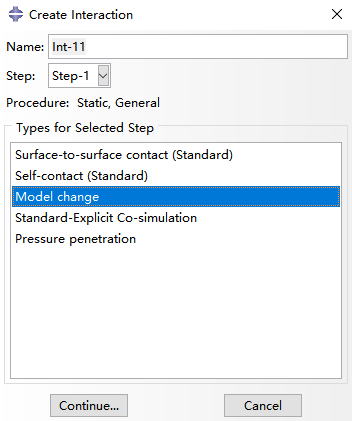 Create Interaction
Name: Int-11
Step: Step-1
Procedure: Static, General
Types for Selected Step
Surface-to-surface contact (Standard)
Self-contact (Standard)
Model change
Standard-Explicit Co-simulation
Pressure penetration
Continue... Cancel